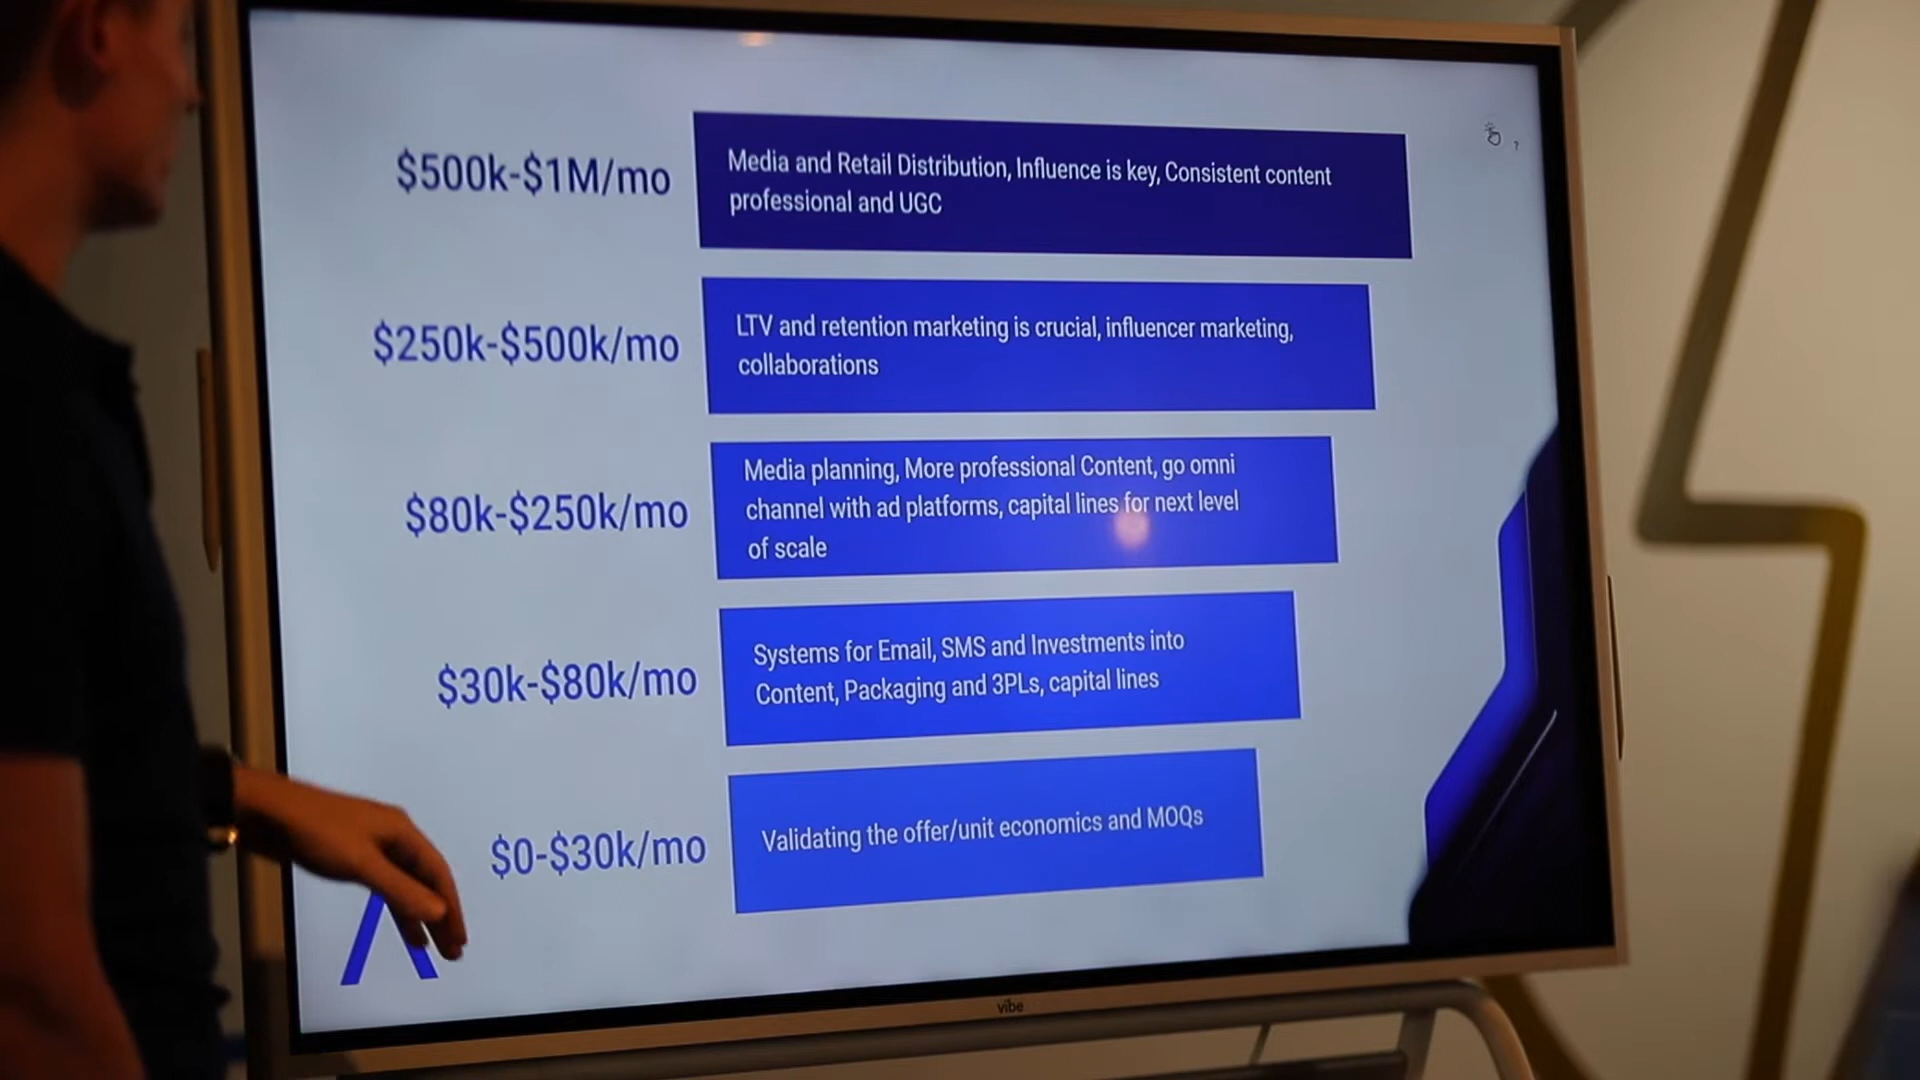 $500k-$1M/mo
Media and Retail Distribution, Influence is key, Consistent content
professional and UGC
$250k-$500k/mo
LTV and retention marketing is crucial, influencer marketing,
collaborations
$80k-$250k/mo
Media planning, More professional Content, go omni
channel with ad platforms, capital lines for next level
of scale
$30k-$80k/mo
Systems for Email, SMS and Investments into
Content, Packaging and 3PLs, capital lines
$0-$30k/mo
Validating the offer/unit economics and MOQs
vibe